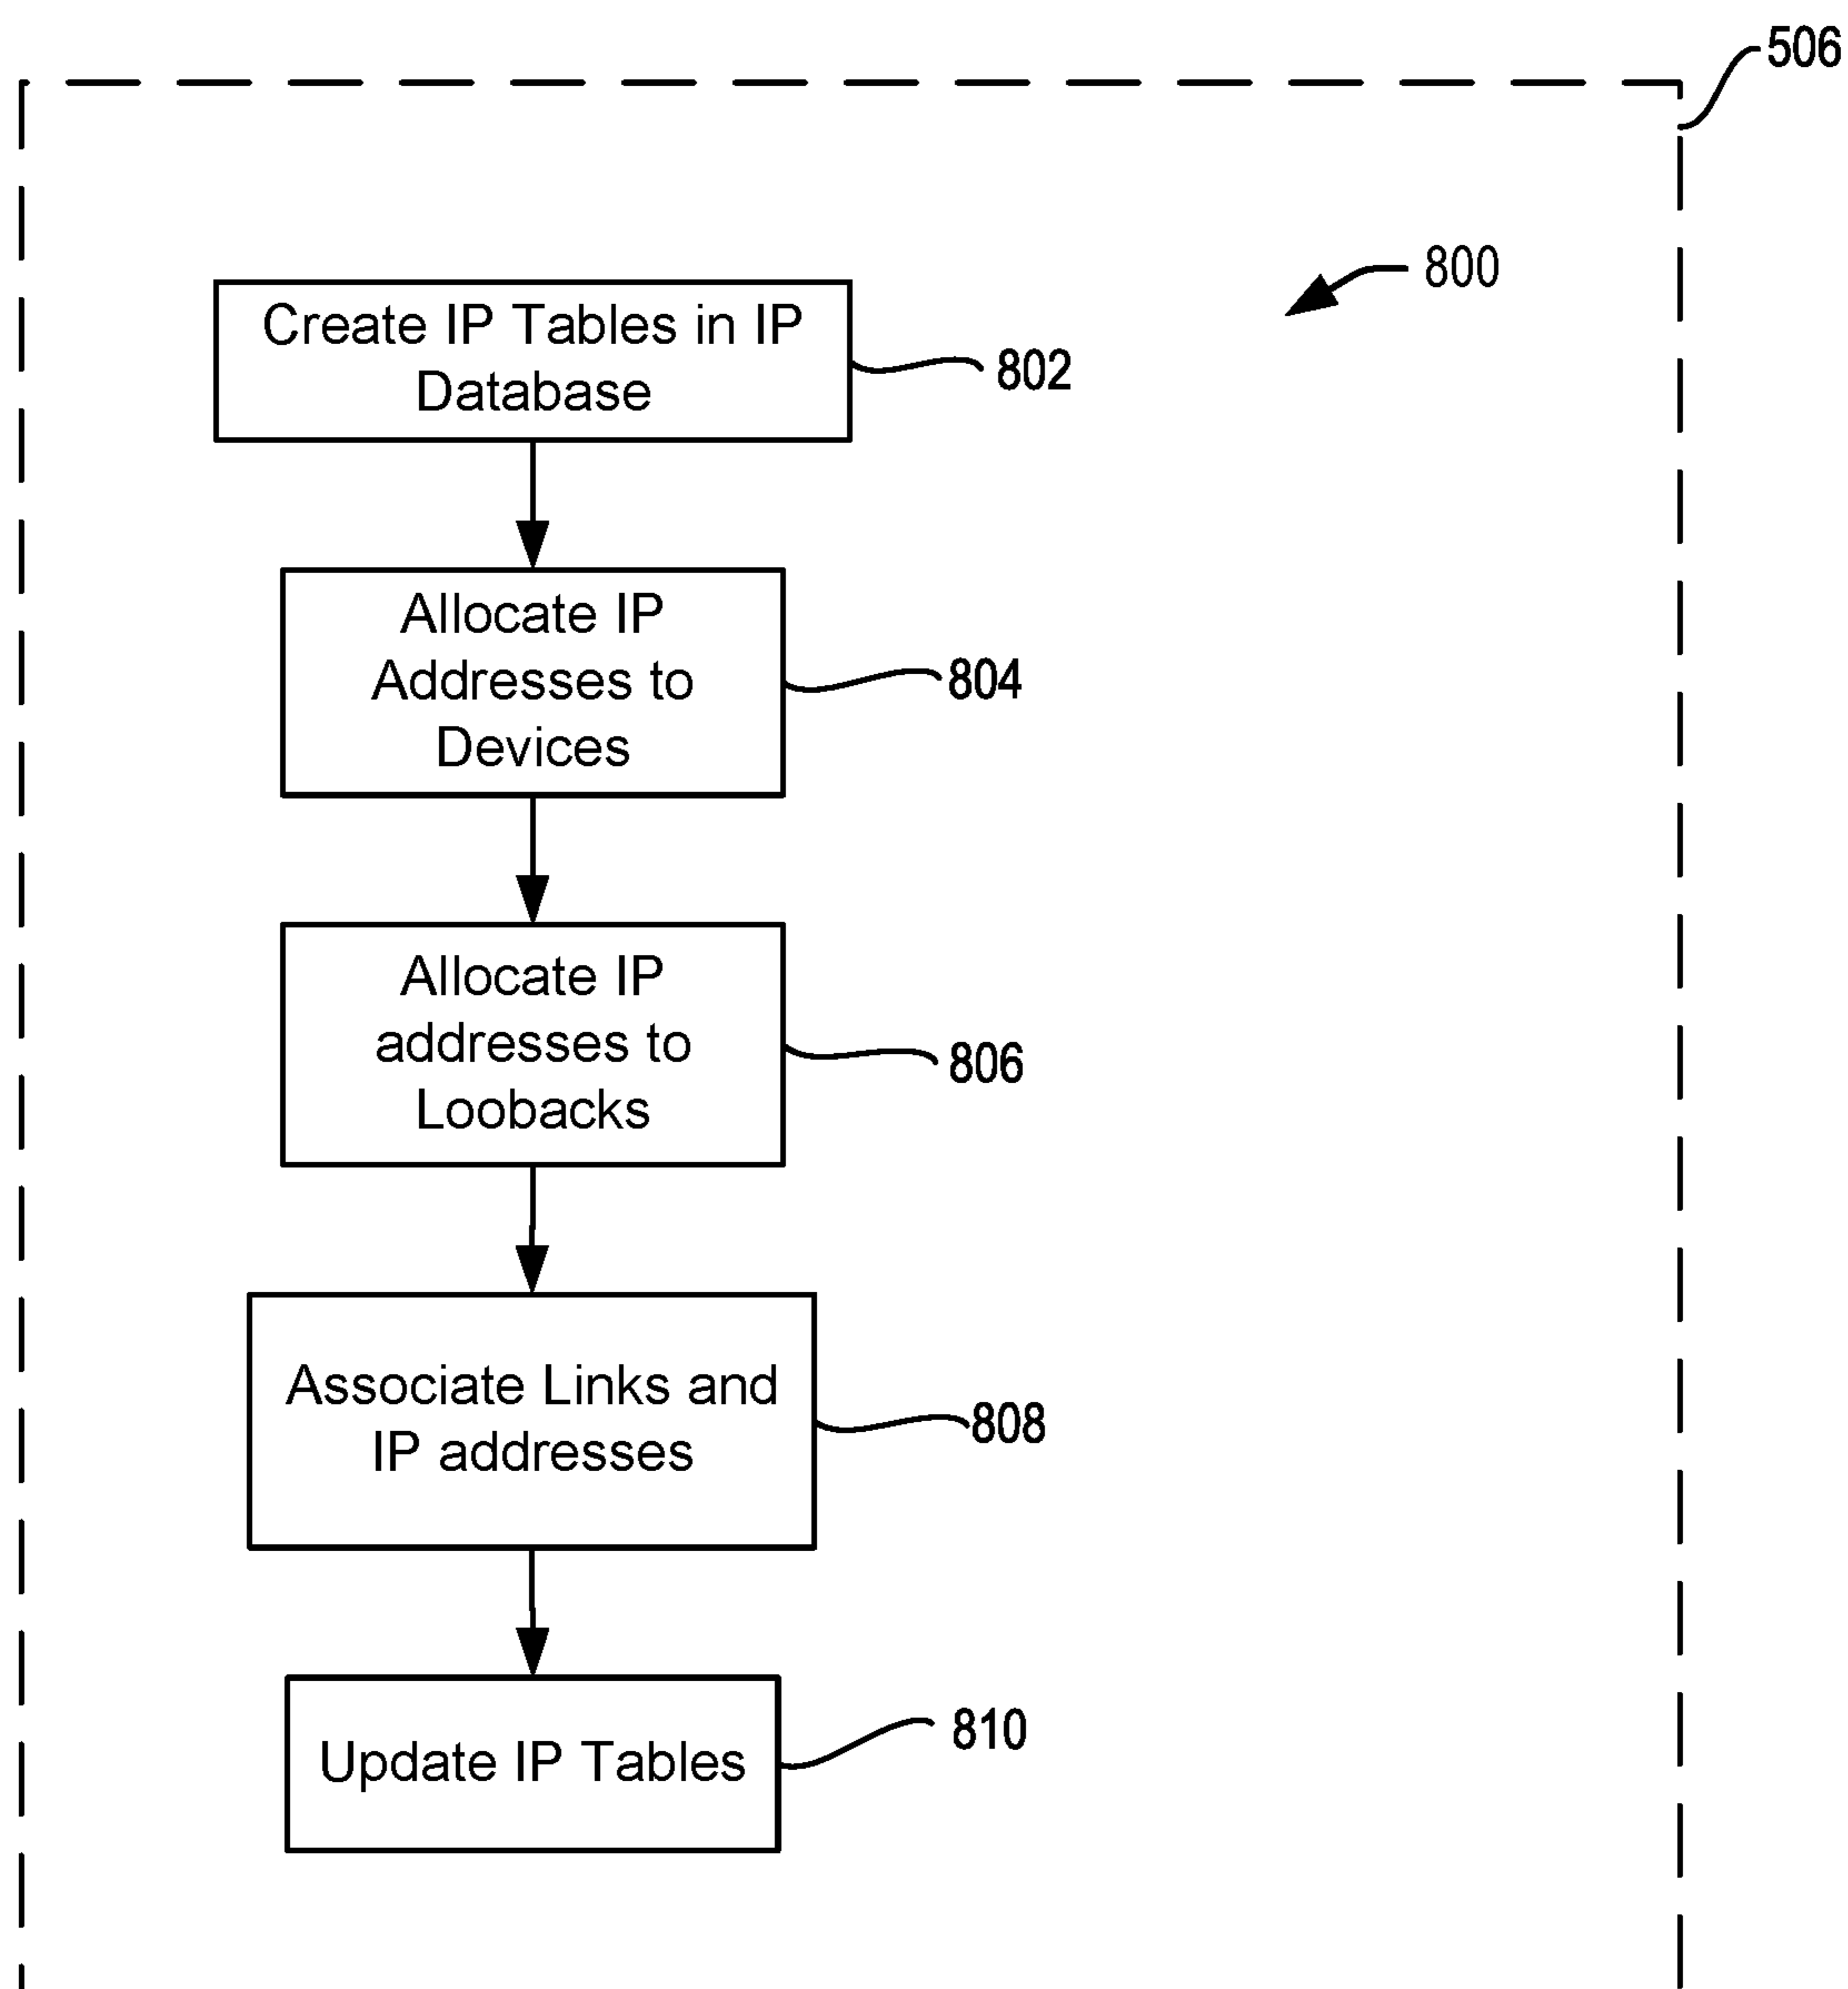 506
800
Create IP Tables in IP
Database
802
Allocate IP
Addresses to
Devices
804
Allocate IP
addresses to
Loobacks
806
Associate Links and
IP addresses
808
Update IP Tables
810